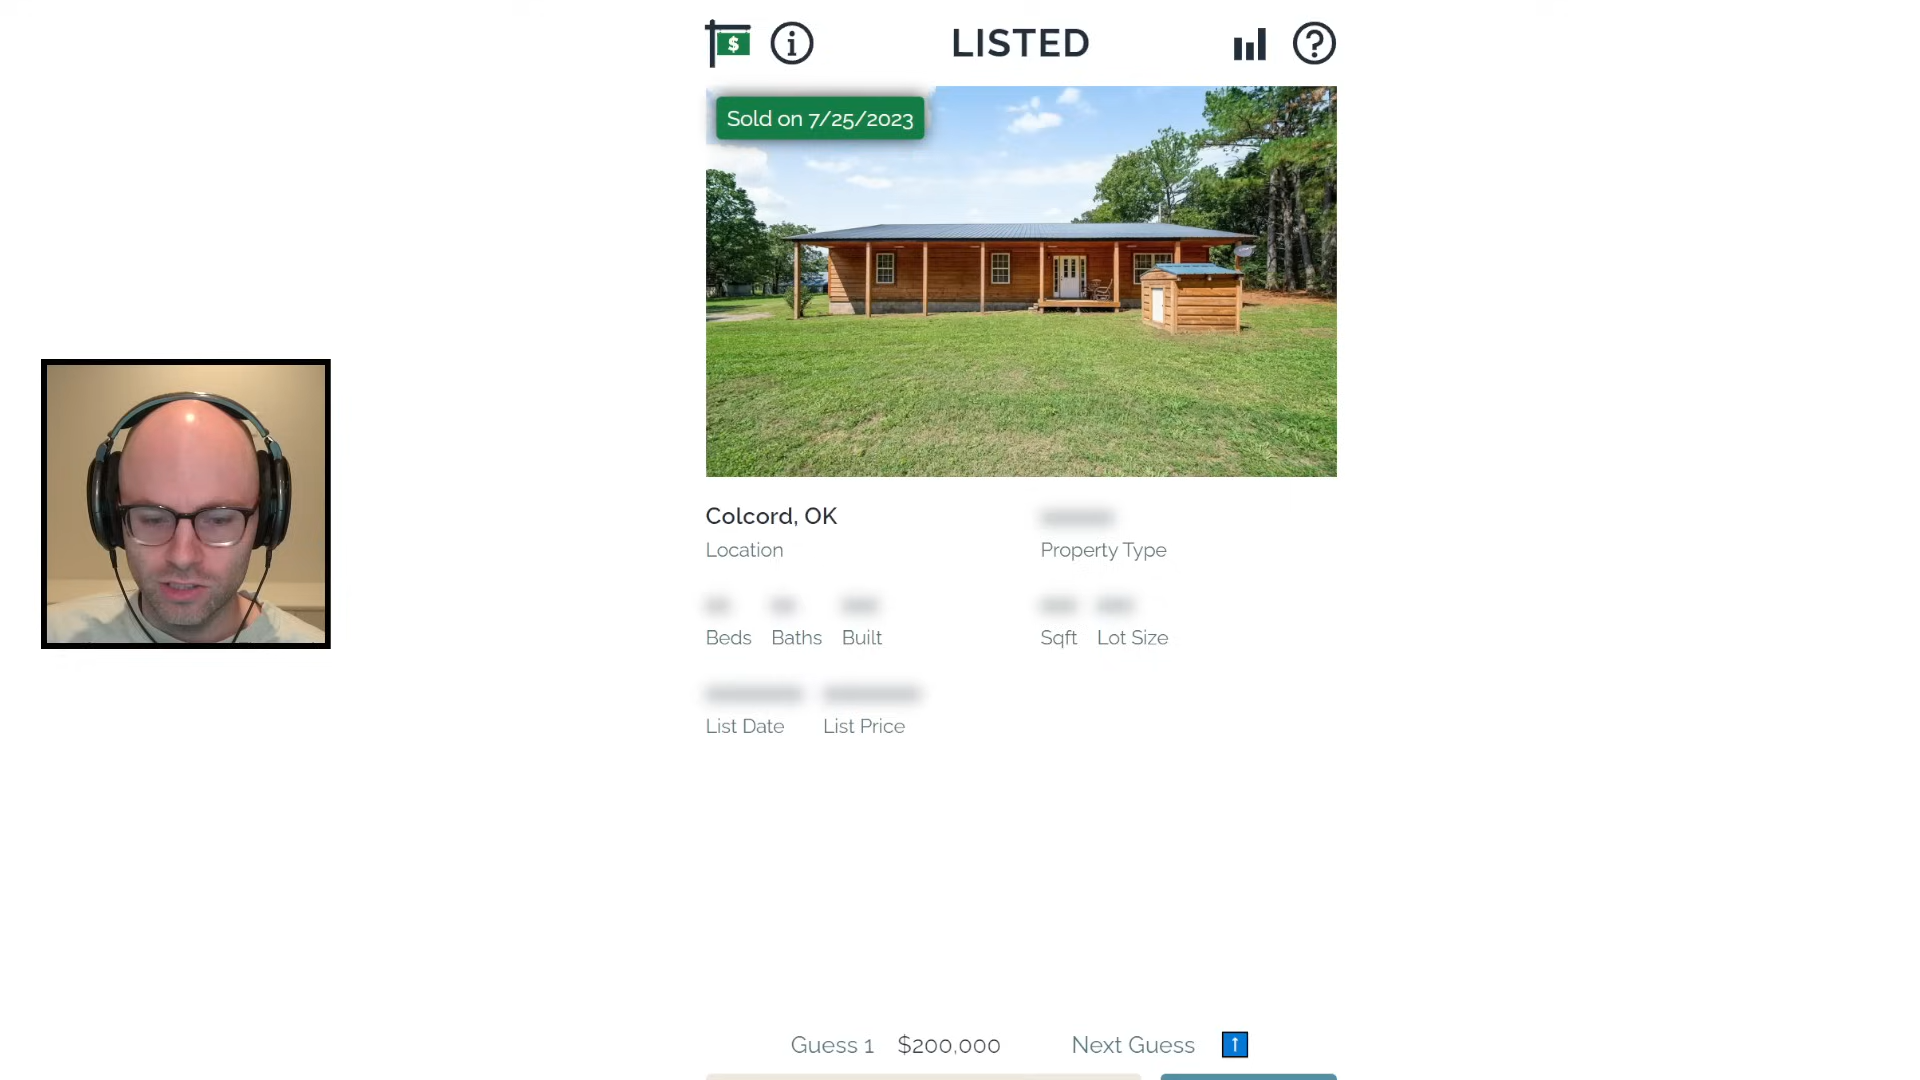 LISTED
Sold on 7/25/2023
Colcord, OK
Location
Property Type
Beds Baths Built
Sqft Lot Size
List Date List Price
Guess 1 $200,000 Next Guess ↑